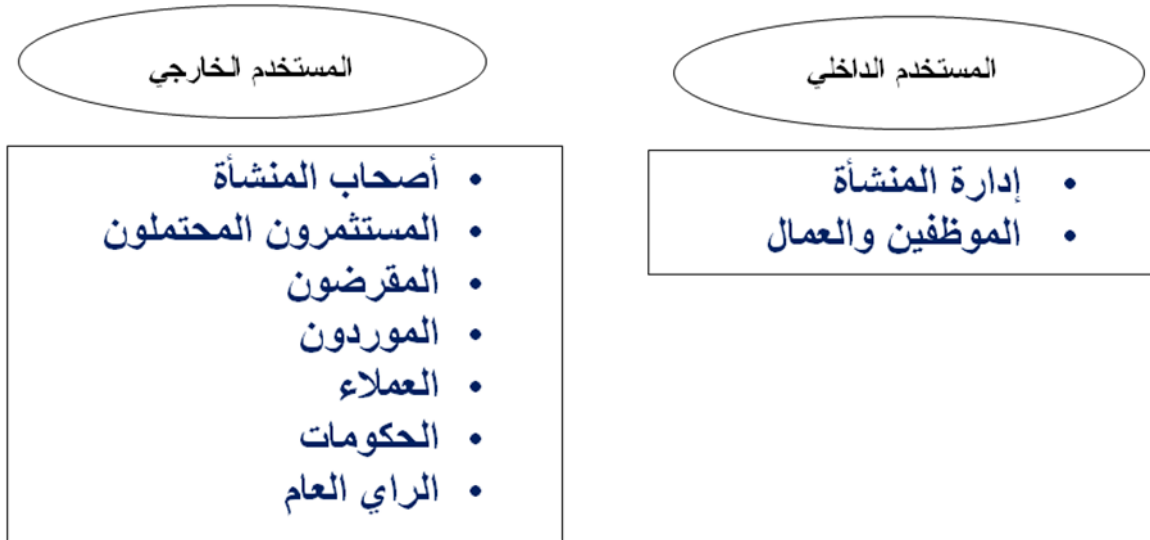 المستخدم الداخلي
• إدارة المنشأة
• الموظفين والعمال
المستخدم الخارجي
• أصحاب المنشأة
• المستثمرون المحتملون
• المقرضون
• الموردون
• العملاء
• الحكومات
• الراي العام